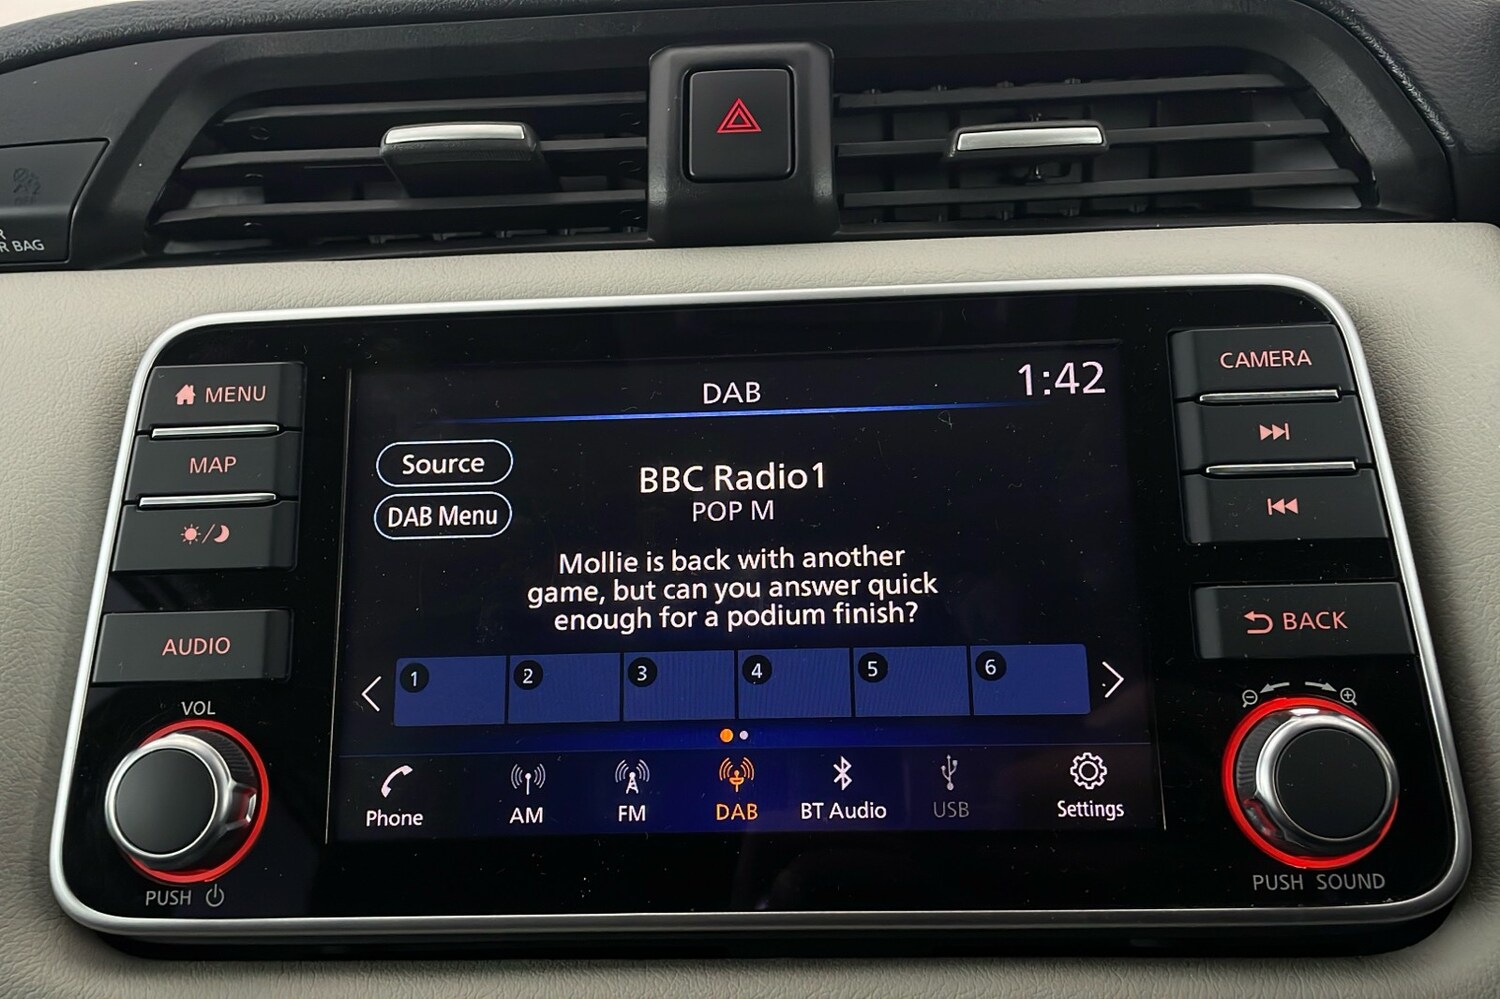 R
R BAG
MENU
MAP
AUDIO
VOL
PUSH
DAB
1:42
Source
DAB Menu
BBC Radio1
POP M
Mollie is back with another
game, but can you answer quick
enough for a podium finish?
1 2 3 4 5 6
Phone AM FM DAB BT Audio USB Settings
CAMERA
BACK
PUSH SOUND